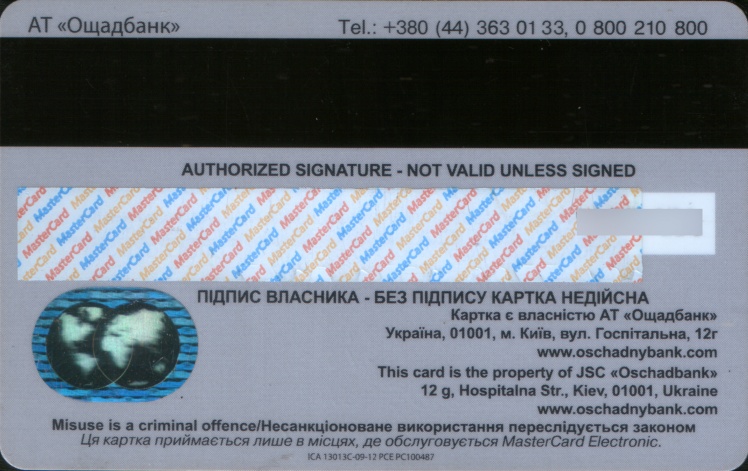 АТ «Ощадбанк»
Tel.: +380 (44) 363 01 33, 0 800 210 800
AUTHORIZED SIGNATURE - NOT VALID UNLESS SIGNED
MasterCard
ПІДПИС ВЛАСНИКА - БЕЗ ПІДПИСУ КАРТКА НЕДІЙСНА
Картка є власністю АТ «Ощадбанк»
Україна, 01001, м. Київ, вул. Госпітальна, 12г
www.oschadnybank.com
This card is the property of JSC «Oschadbank»
12 g, Hospitalna Str., Kiev, 01001, Ukraine
www.oschadnybank.com
Misuse is a criminal offence/Несанкціоноване використання переслідується законом
Ця картка приймається лише в місцях, де обслуговується MasterCard Electronic.
ICA 13013C-09-12 PCE PC100487